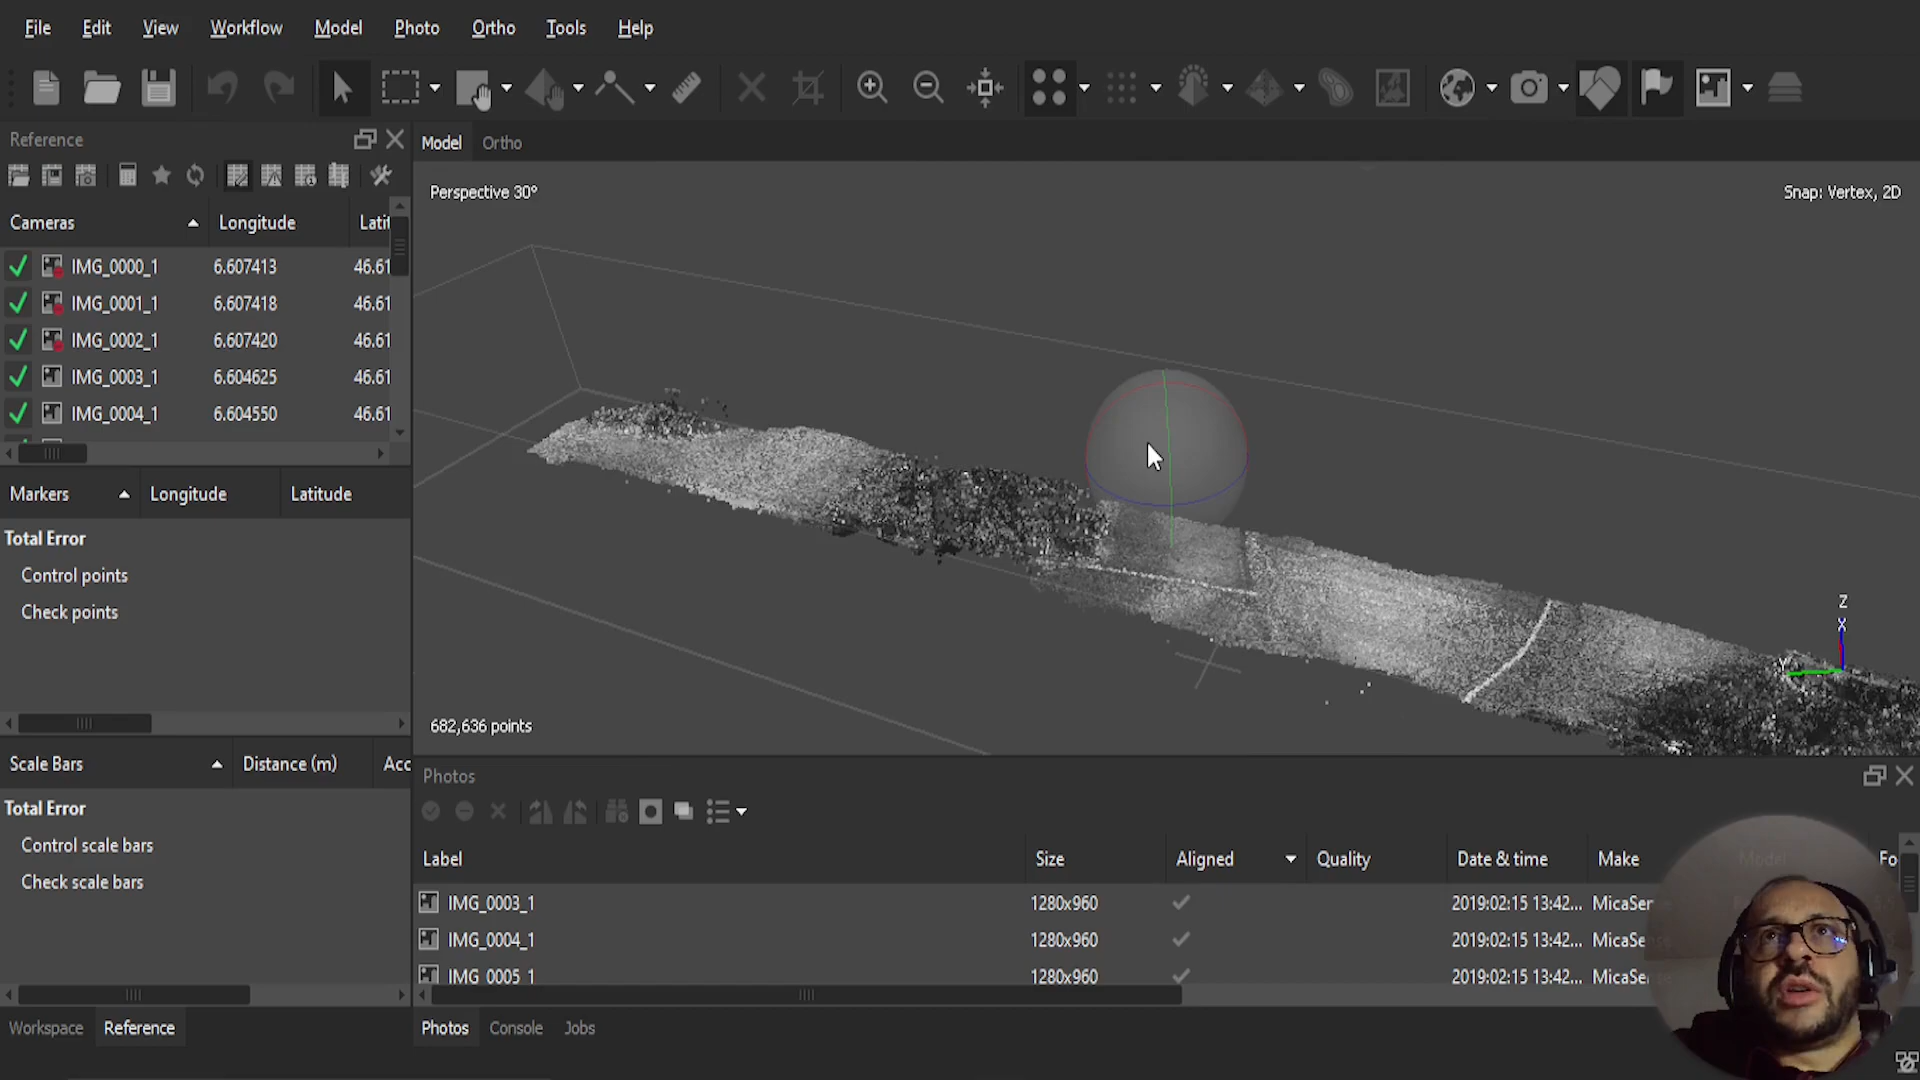 File Edit View Workflow Model Photo Ortho Tools Help
Reference
Model Ortho
Perspective 30°
Snap: Vertex, 2D
Cameras Longitude Latit
IMG_0000_1 6.607413 46.61
IMG_0001_1 6.607418 46.61
IMG_0002_1 6.607420 46.61
IMG_0003_1 6.604625 46.61
IMG_0004_1 6.604550 46.61
Markers Longitude Latitude
Total Error
Control points
Check points
Z
X
Y
682,636 points
Scale Bars Distance (m) Acc
Total Error
Control scale bars
Check scale bars
Photos
Label Size Aligned Quality Date & time Make Model Fo
IMG_0003_1 1280x960 2019:02:15 13:42... MicaSen
IMG_0004_1 1280x960 2019:02:15 13:42... MicaSens
IMG_0005_1 1280x960 2019:02:15 13:42... MicaSens
Workspace Reference
Photos Console Jobs